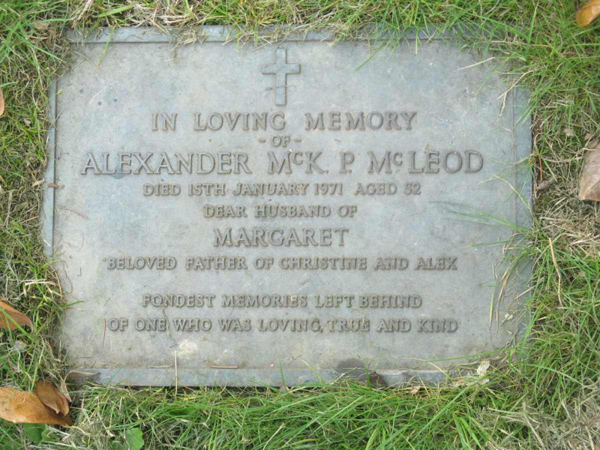 IN LOVING MEMORY
- OF -
ALEXANDER McK. P. McLEOD
DIED 15TH JANUARY 1971 AGED 52
DEAR HUSBAND OF
MARGARET
BELOVED FATHER OF CHRISTINE AND ALEX
FONDEST MEMORIES LEFT BEHIND
OF ONE WHO WAS LOVING, TRUE AND KIND